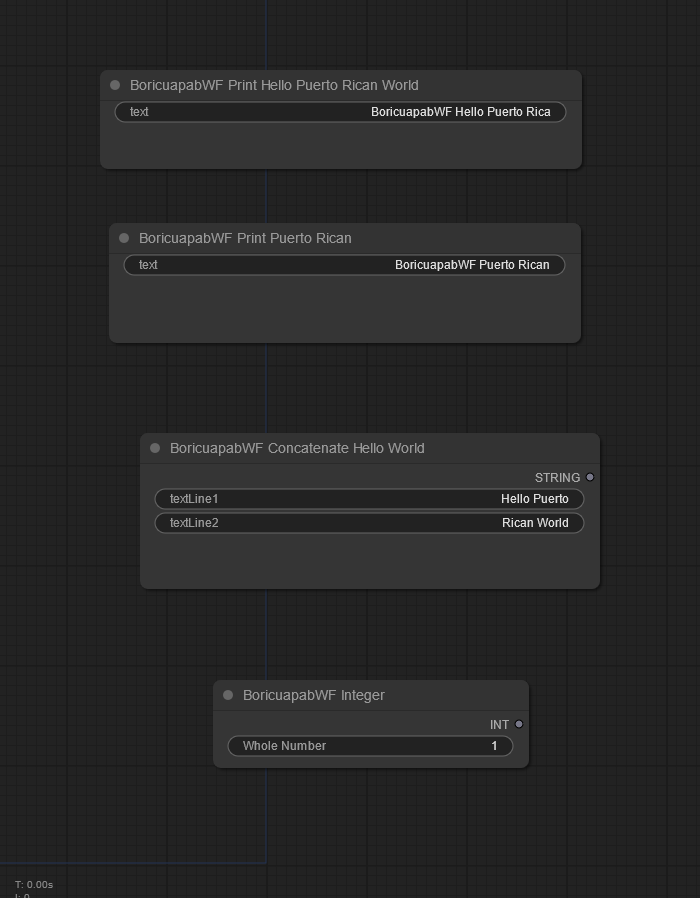 BoricuapabWF Print Hello Puerto Rican World
text BoricuapabWF Hello Puerto Rica
BoricuapabWF Print Puerto Rican
text BoricuapabWF Puerto Rican
BoricuapabWF Concatenate Hello World
STRING
textLine1 Hello Puerto
textLine2 Rican World
BoricuapabWF Integer
INT
Whole Number 1
T: 0.00s
I: 0